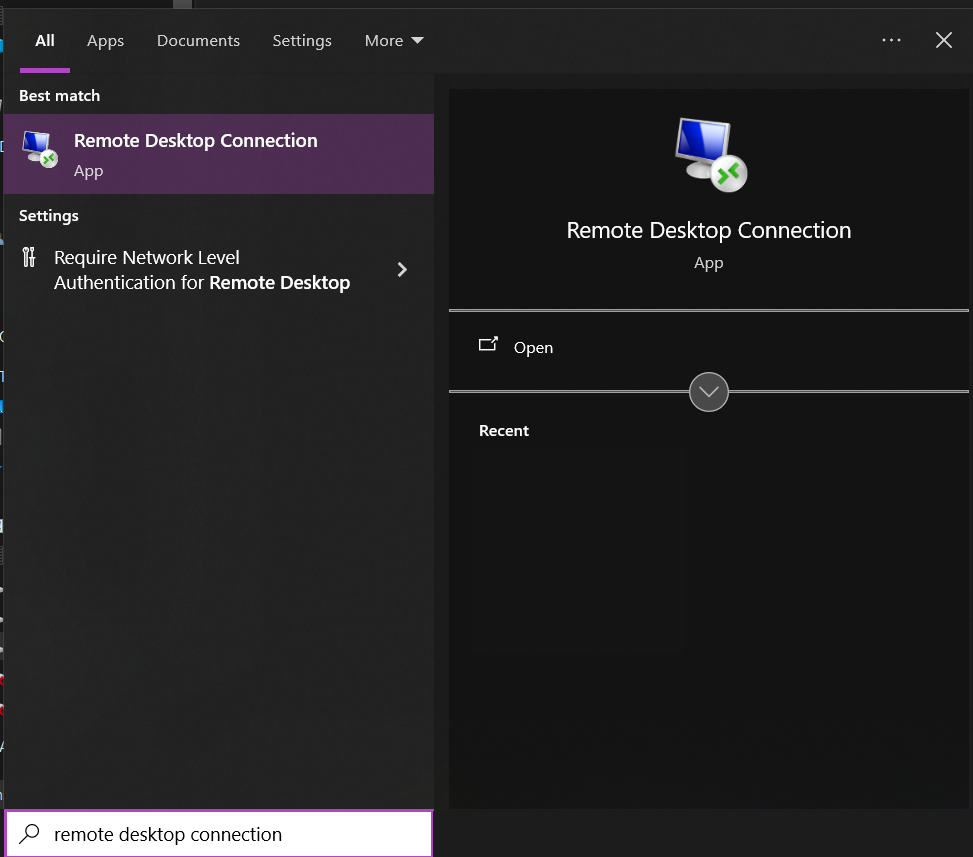 All Apps Documents Settings More
Best match
Remote Desktop Connection
App
Settings
Require Network Level
Authentication for Remote Desktop
Remote Desktop Connection
App
Open
Recent
remote desktop connection